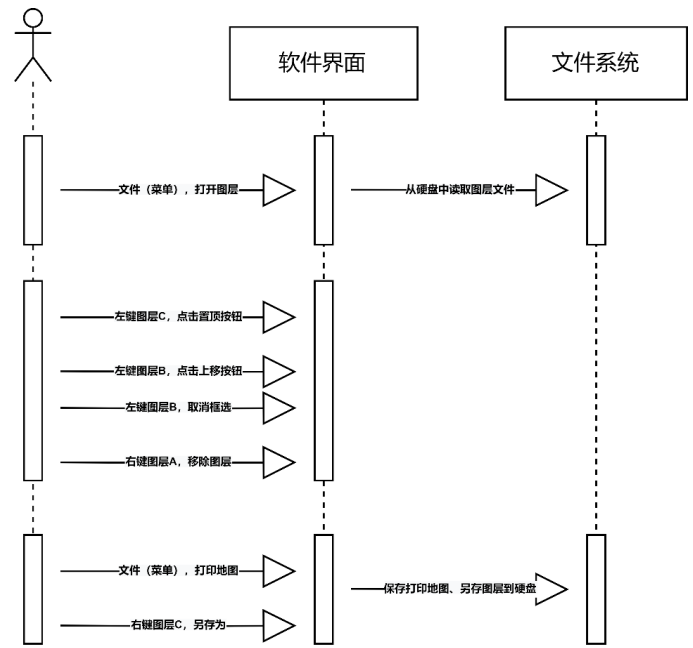 软件界面
文件系统
文件（菜单），打开图层
从硬盘中读取图层文件
左键图层C，点击置顶按钮
左键图层B，点击上移按钮
左键图层B，取消框选
右键图层A，移除图层
文件（菜单），打印地图
保存打印地图、另存图层到硬盘
右键图层C，另存为